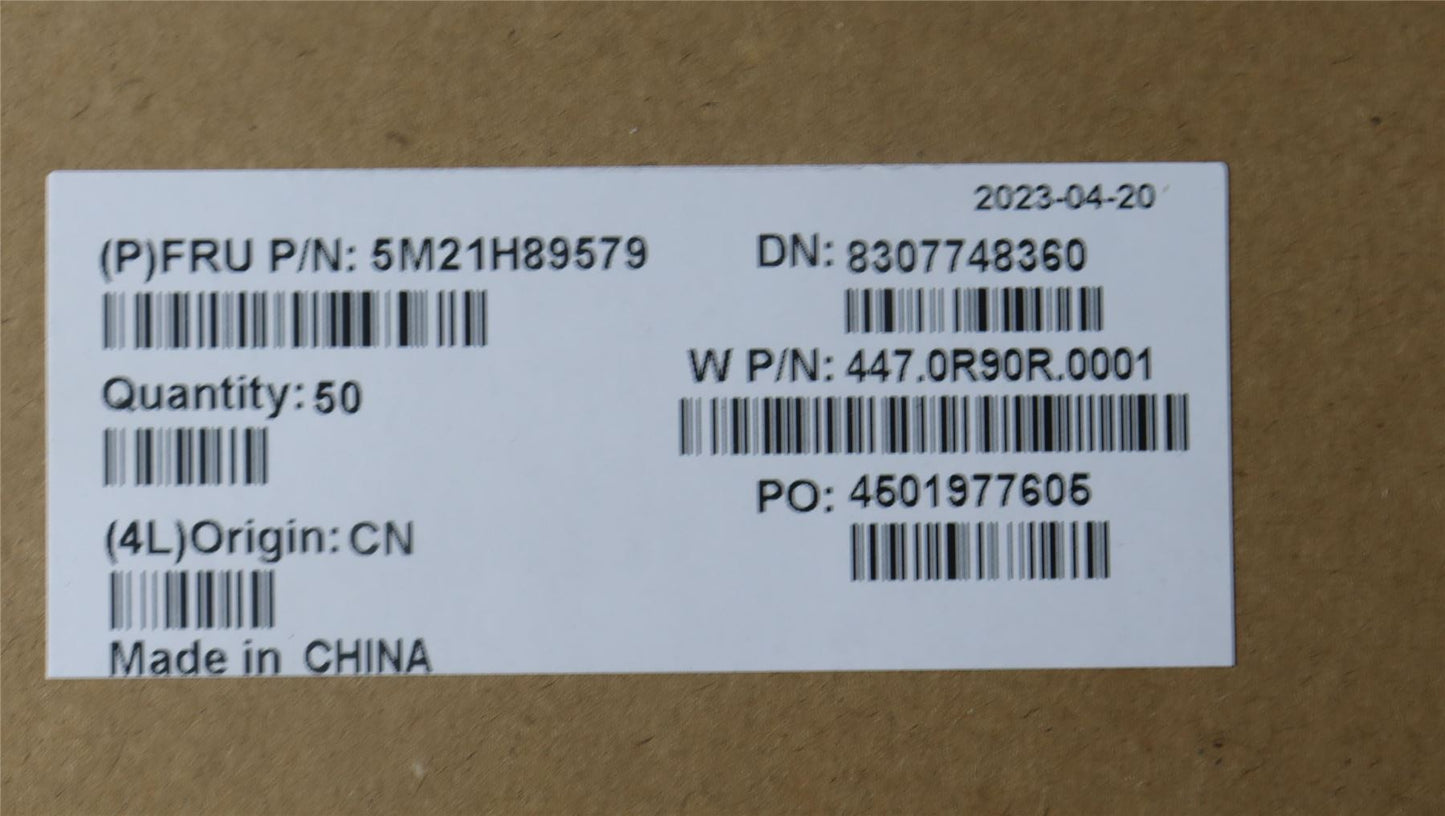 2023-04-20
(P)FRU P/N: 5M21H89579
DN: 8307748360
W P/N: 447.0R90R.0001
Quantity: 50
PO: 4501977605
(4L)Origin: CN
Made in CHINA